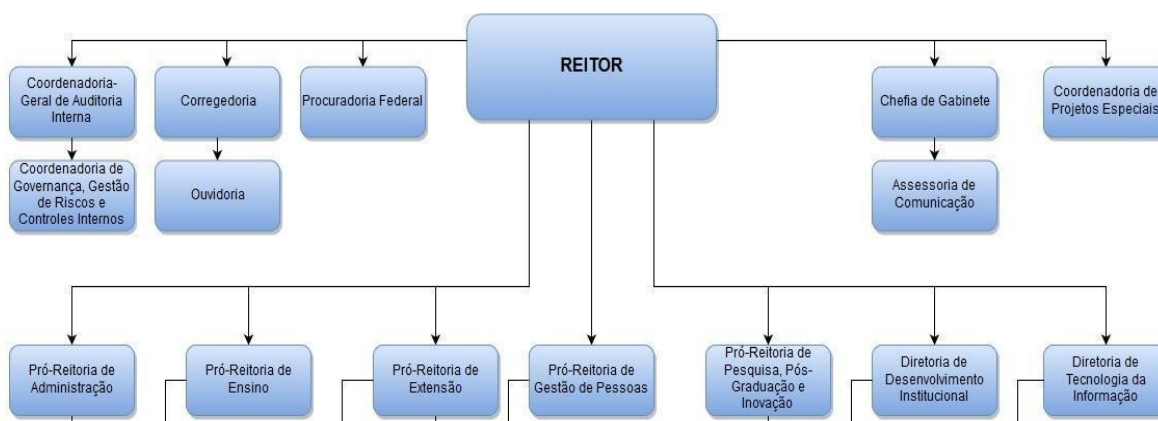 REITOR
Coordenadoria-
Geral de Auditoria
Interna
Corregedoria
Procuradoria Federal
Chefia de Gabinete
Coordenadoria de
Projetos Especiais
Coordenadoria de
Governança, Gestão
de Riscos e
Controles Internos
Ouvidoria
Assessoria de
Comunicação
Pró-Reitoria de
Administração
Pró-Reitoria de
Ensino
Pró-Reitoria de
Extensão
Pró-Reitoria de
Gestão de Pessoas
Pró-Reitoria de
Pesquisa, Pós-
Graduação e
Inovação
Diretoria de
Desenvolvimento
Institucional
Diretoria de
Tecnologia da
Informação